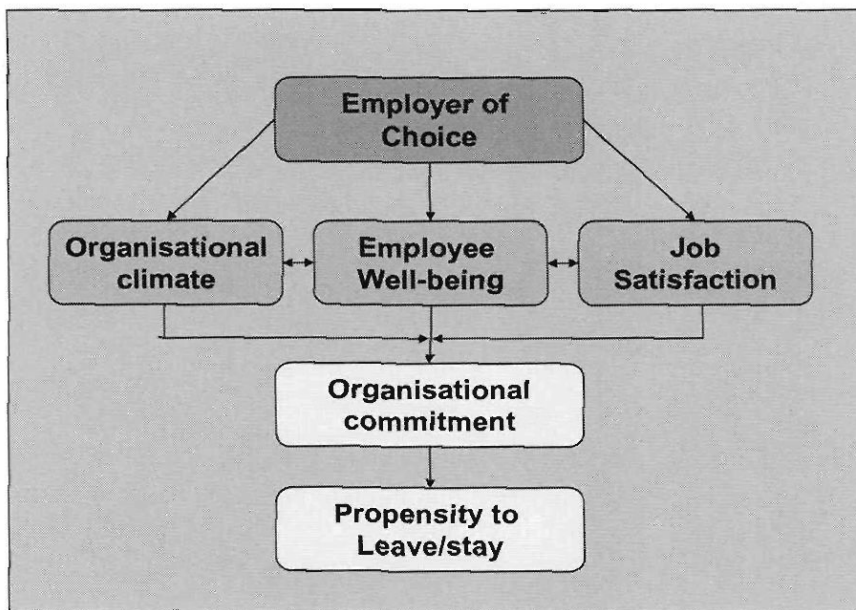 Employer of
Choice
Organisational
climate
Employee
Well-being
Job
Satisfaction
Organisational
commitment
Propensity to
Leave/stay